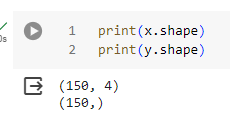 1 print(x.shape)
2 print(y.shape)
(150, 4)
(150,)